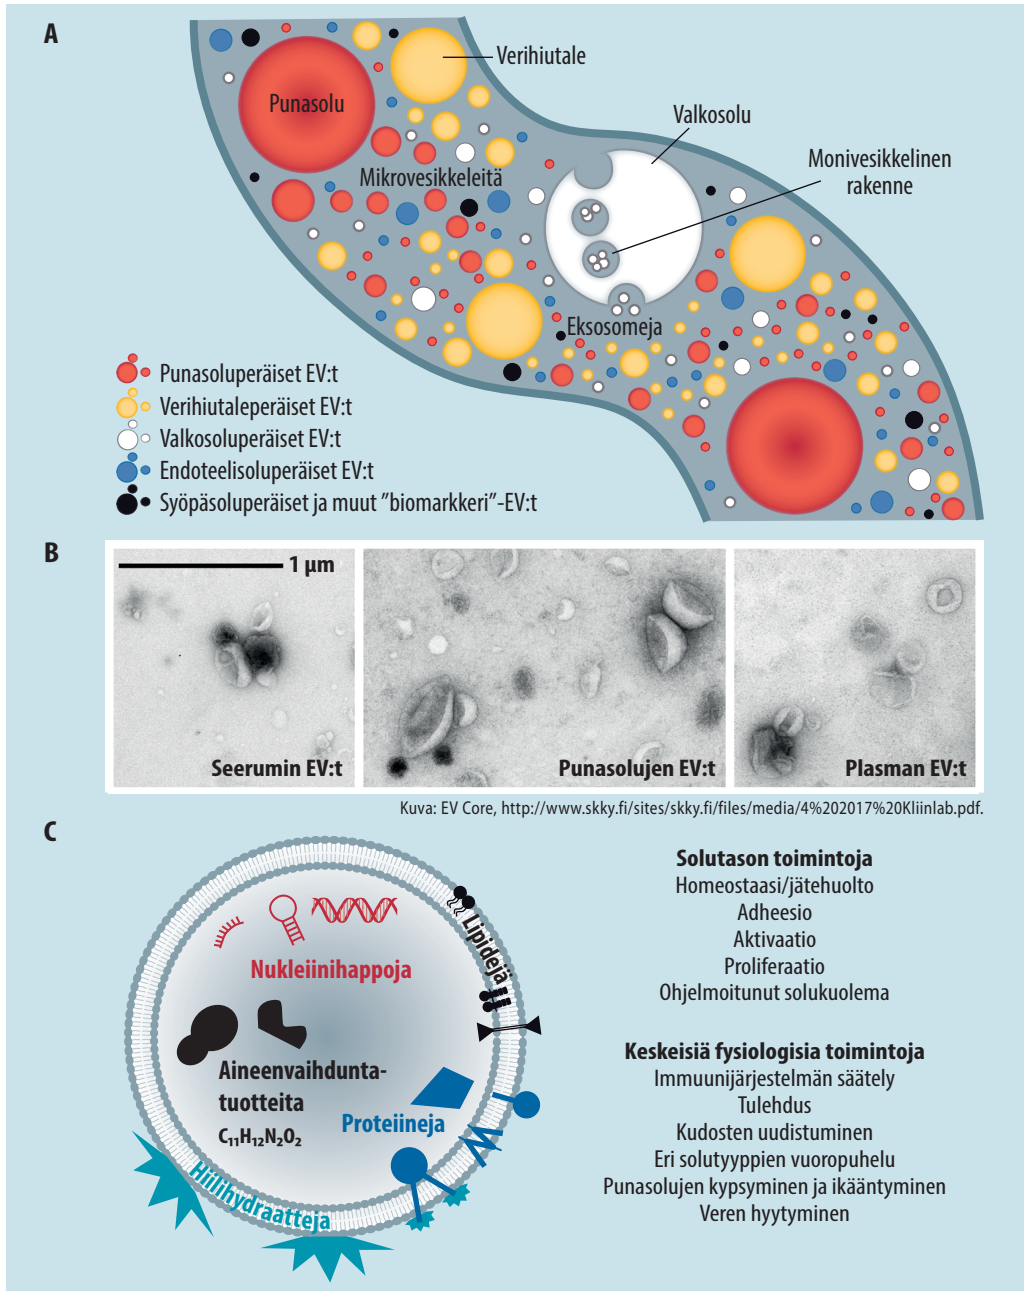 A
Verihiutale
Punasolu
Valkosolu
Monivesikkelinen
rakenne
Mikrovesikkeleitä
Eksosomeja
Punasoluperäiset EV:t
Verihiutaleperäiset EV:t
Valkosoluperäiset EV:t
Endoteelisoluperäiset EV:t
Syöpäsoluperäiset ja muut ”biomarkkeri”-EV:t
B
1 µm
Seerumin EV:t
Punasolujen EV:t
Plasman EV:t
Kuva: EV Core, http://www.skky.fi/sites/skky.fi/files/media/4%202017%20Kliinlab.pdf.
C
Nukleiinihappoja
Lipidejä
Aineenvaihdunta-
tuotteita
C₁₁H₁₂N₂O₂
Proteiineja
Hiilihydraatteja
Solutason toimintoja
Homeostaasi/jätehuolto
Adheesio
Aktivaatio
Proliferaatio
Ohjelmoitunut solukuolema
Keskeisiä fysiologisia toimintoja
Immuunijärjestelmän säätely
Tulehdus
Kudosten uudistuminen
Eri solutyyppien vuoropuhelu
Punasolujen kypsyminen ja ikääntyminen
Veren hyytyminen